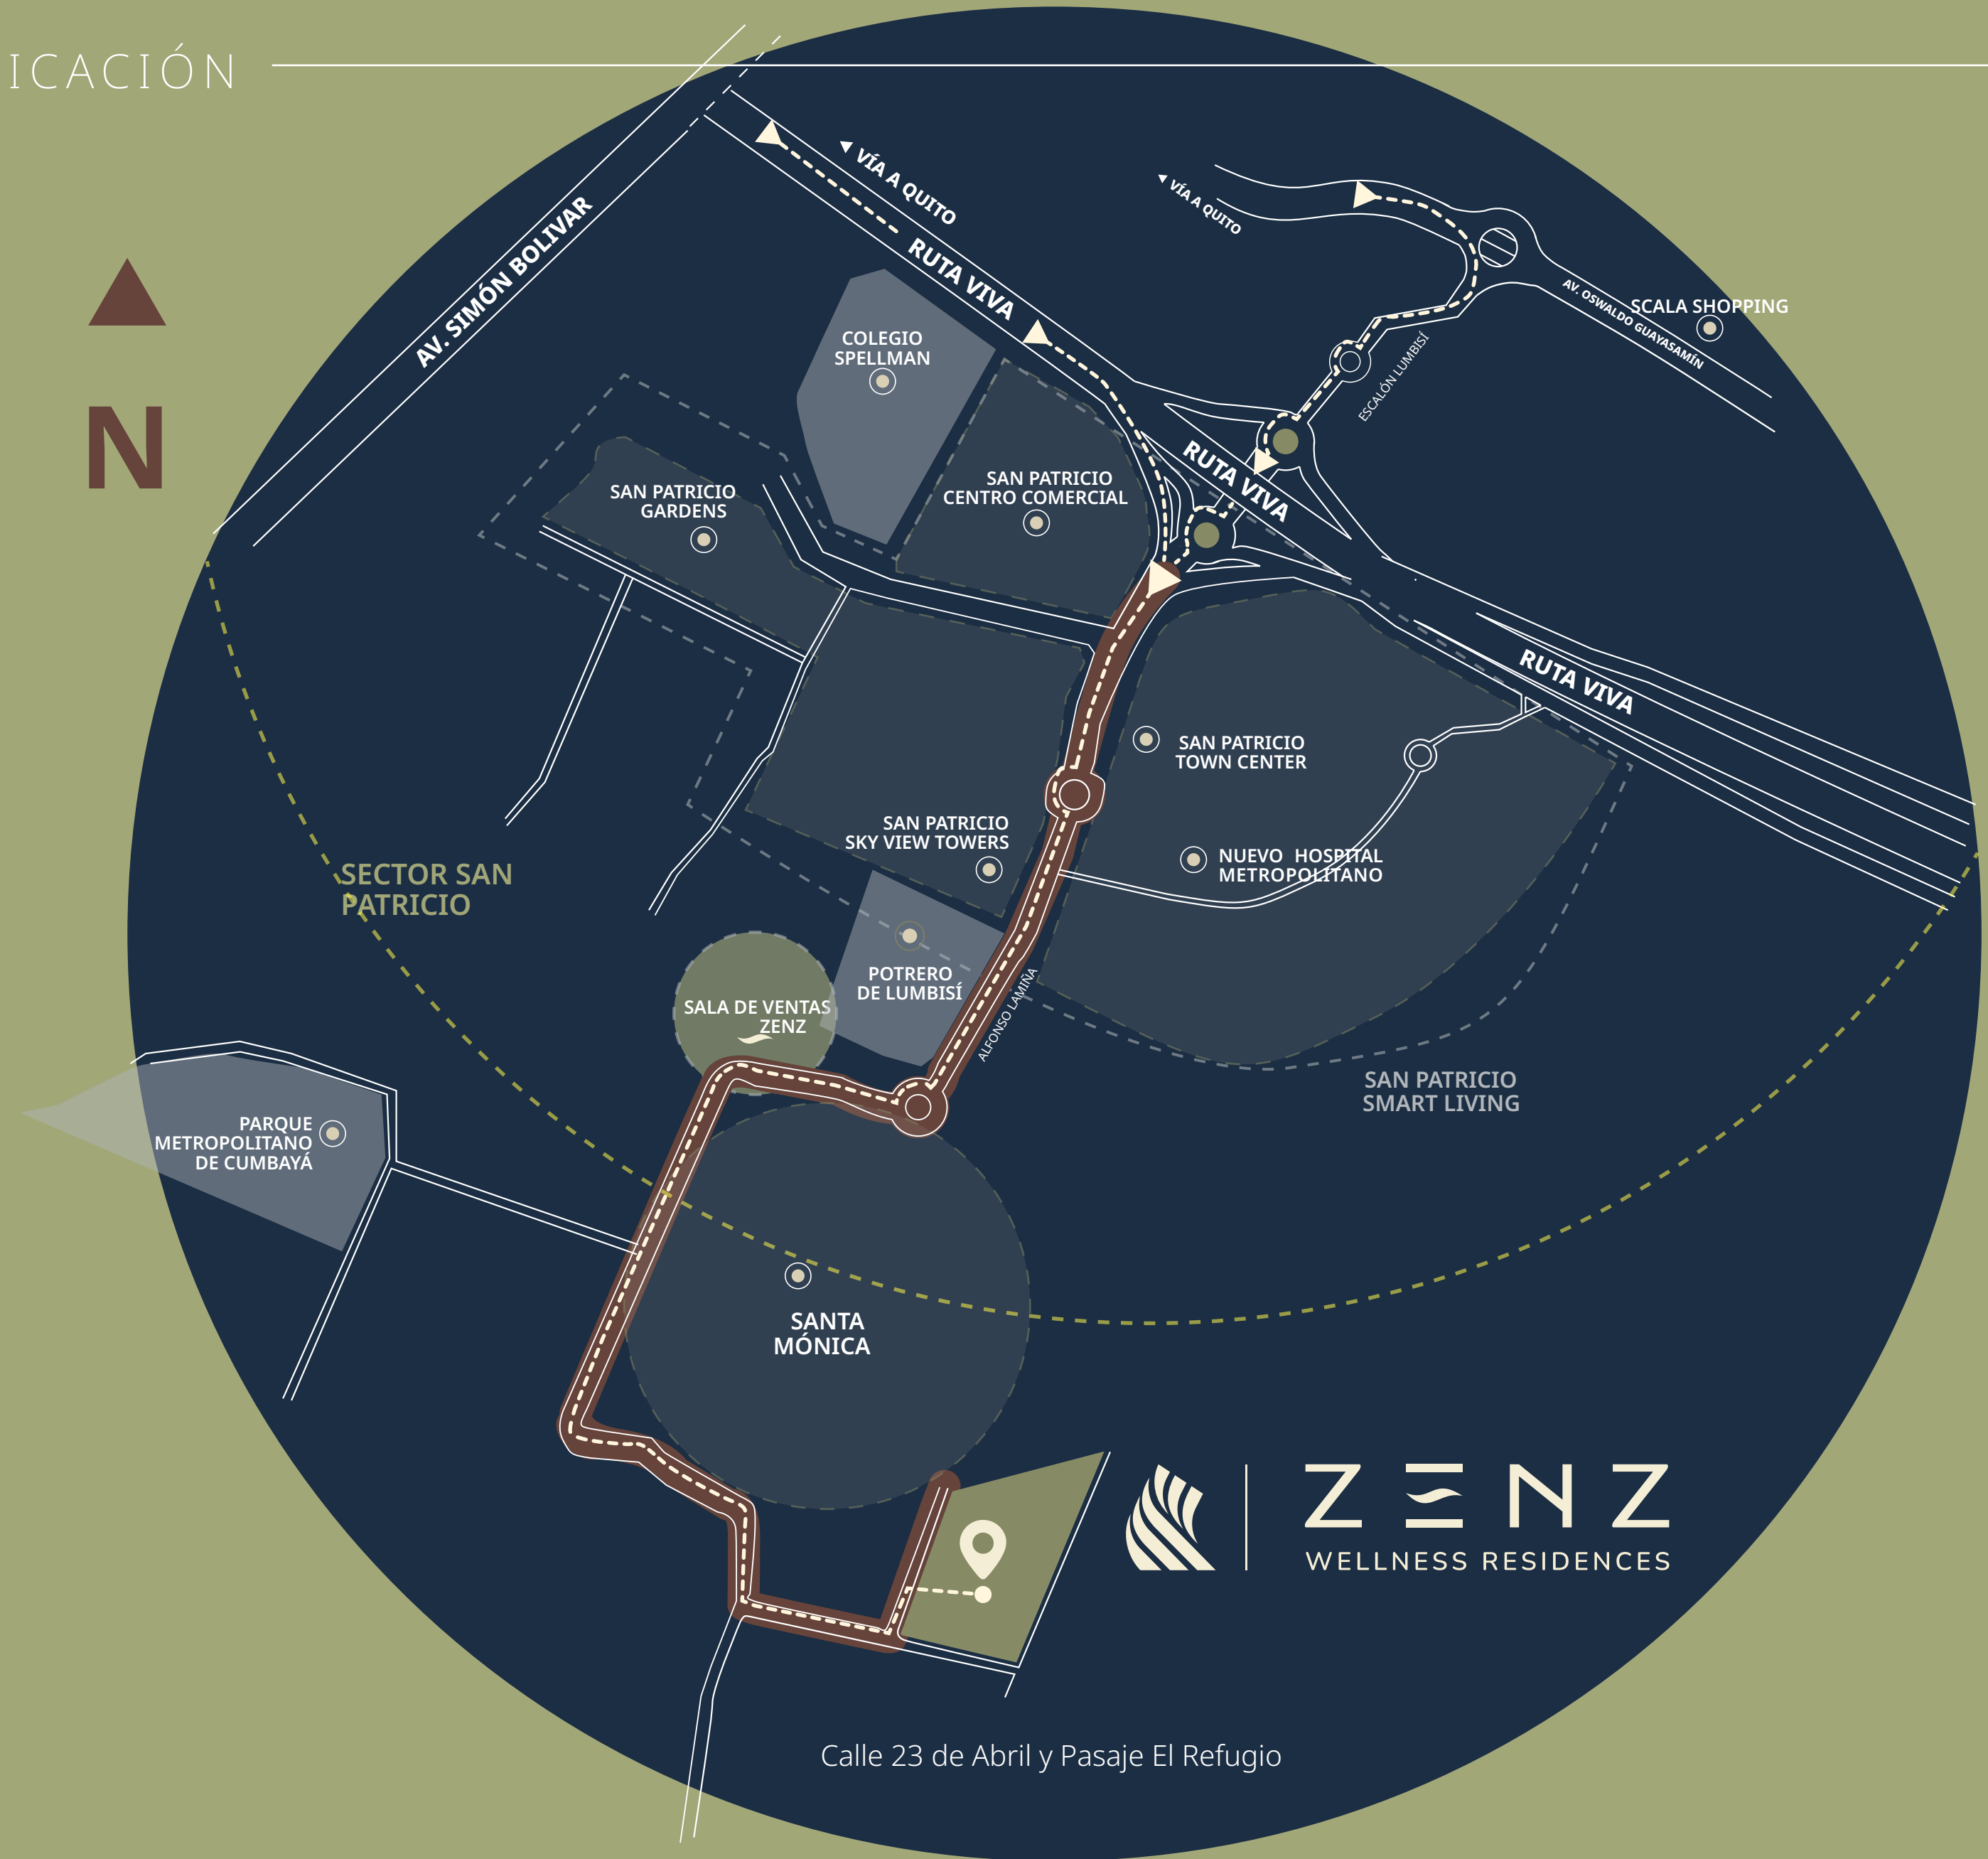 ICACIÓN
VÍA A QUITO
VÍA A QUITO
AV. SIMÓN BOLIVAR
RUTA VIVA
AV. OSWALDO GUAYASAMÍN
SCALA SHOPPING
COLEGIO
SPELLMAN
ESCALÓN LUMBISÍ
N
SAN PATRICIO
GARDENS
SAN PATRICIO
CENTRO COMERCIAL
RUTA VIVA
RUTA VIVA
SAN PATRICIO
TOWN CENTER
SAN PATRICIO
SKY VIEW TOWERS
NUEVO HOSPITAL
METROPOLITANO
SECTOR SAN
PATRICIO
POTRERO
DE LUMBISÍ
SALA DE VENTAS
ZENZ
ALFONSO LAMIÑA
SAN PATRICIO
SMART LIVING
PARQUE
METROPOLITANO
DE CUMBAYÁ
SANTA
MÓNICA
ZENZ
WELLNESS RESIDENCES
Calle 23 de Abril y Pasaje El Refugio